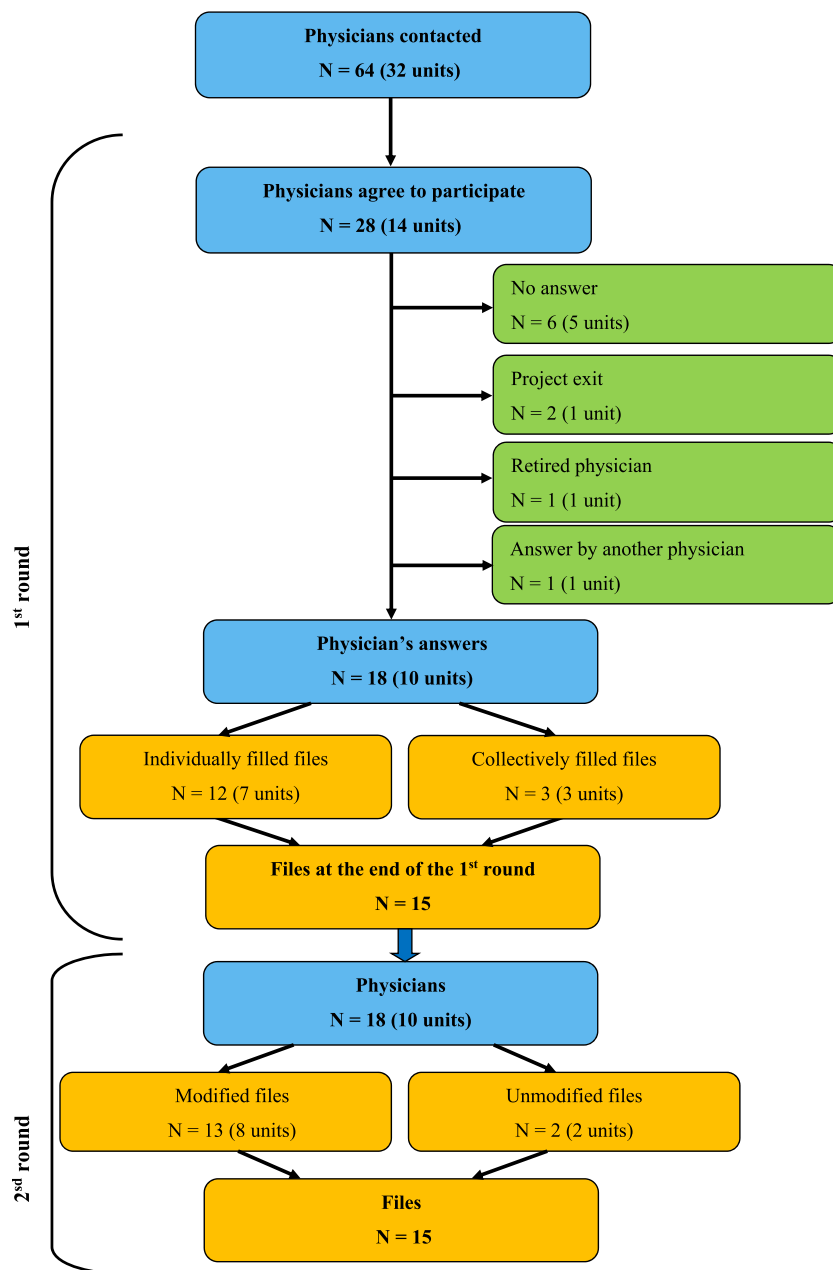 Physicians contacted
N = 64 (32 units)
Physicians agree to participate
N = 28 (14 units)
No answer
N = 6 (5 units)
Project exit
N = 2 (1 unit)
Retired physician
N = 1 (1 unit)
Answer by another physician
N = 1 (1 unit)
1st round
Physician’s answers
N = 18 (10 units)
Individually filled files
N = 12 (7 units)
Collectively filled files
N = 3 (3 units)
Files at the end of the 1st round
N = 15
Physicians
N = 18 (10 units)
2sd round
Modified files
N = 13 (8 units)
Unmodified files
N = 2 (2 units)
Files
N = 15